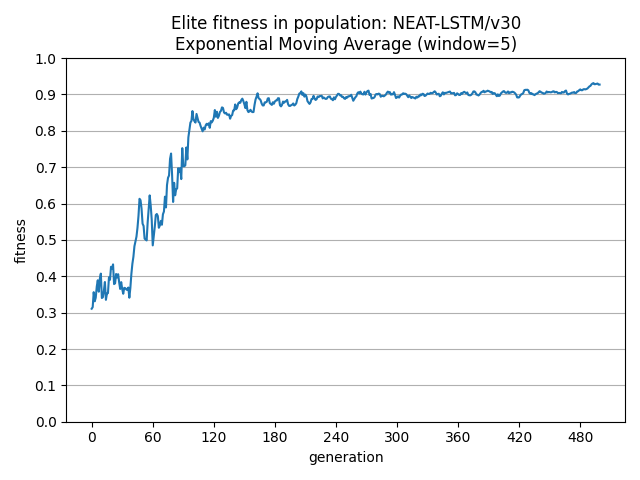 Elite fitness in population: NEAT-LSTM/v30
Exponential Moving Average (window=5)
fitness
1.0
0.9
0.8
0.7
0.6
0.5
0.4
0.3
0.2
0.1
0.0
0 60 120 180 240 300 360 420 480
generation